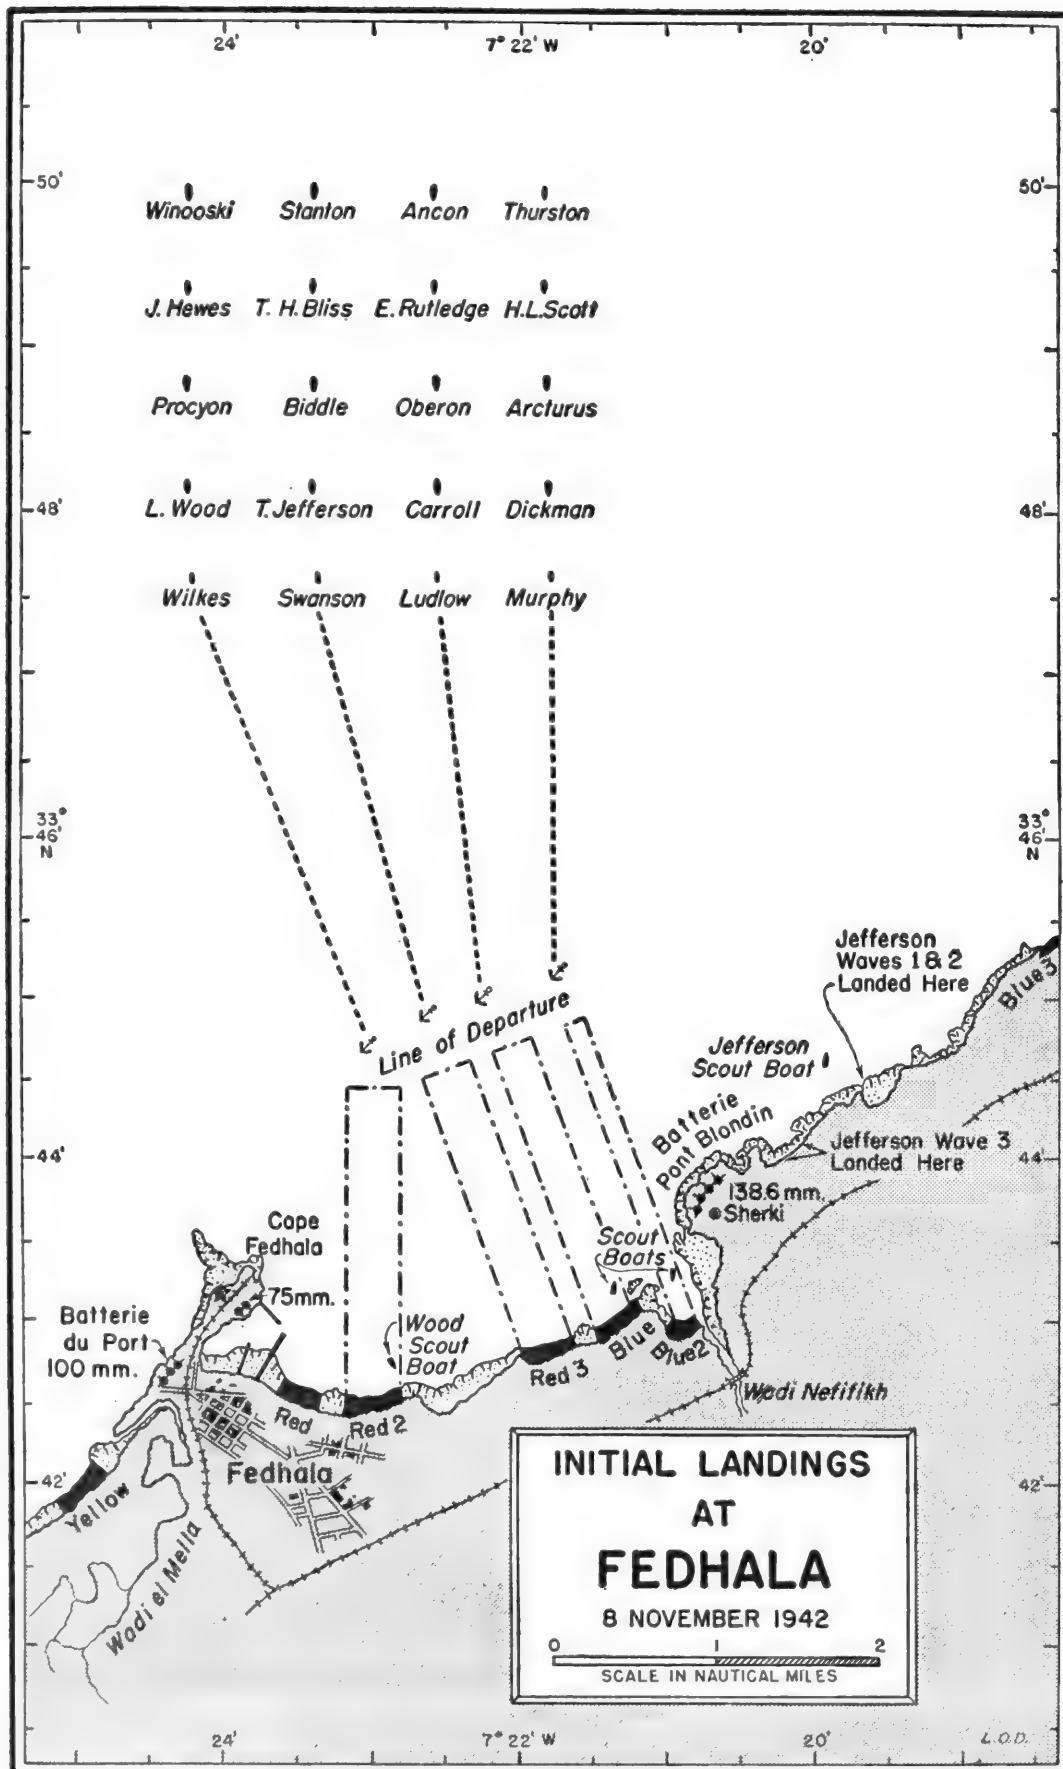 24'
7° 22' W
20'
50'
50'
Winooski
Stanton
Ancon
Thurston
J. Hewes
T. H. Bliss
E. Rutledge
H.L. Scott
Procyon
Biddle
Oberon
Arcturus
48'
48'
L. Wood
T. Jefferson
Carroll
Dickman
Wilkes
Swanson
Ludlow
Murphy
33°
46'
N
33°
46'
N
Jefferson
Waves 1 & 2
Landed Here
Blue 3
Line of Departure
Jefferson
Scout Boat
Batterie
Pont Blondin
44'
44'
Jefferson Wave 3
Landed Here
138.6 mm.
Sherki
Cape
Fedhala
75mm.
Scout
Boats
Batterie
du Port
100 mm.
Wood
Scout
Boat
Red
Red 2
Red 3
Blue
Blue 2
Wadi Nefifikh
Fedhala
42'
42'
Yellow
Wadi el Mella
INITIAL LANDINGS
AT
FEDHALA
8 NOVEMBER 1942
0 1 2
SCALE IN NAUTICAL MILES
24'
7° 22' W
20'
L.O.D.